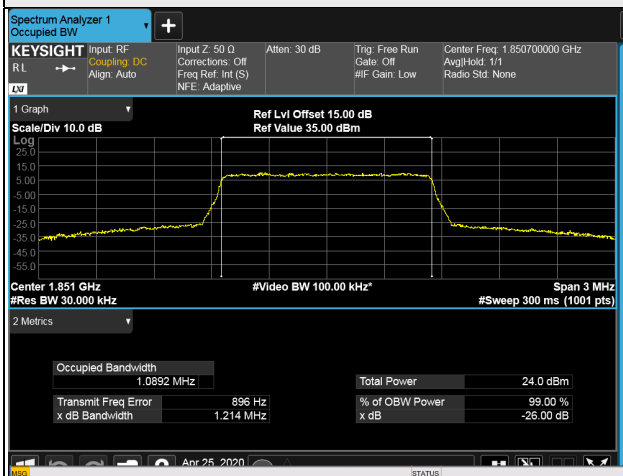 Spectrum Analyzer 1
Occupied BW
KEYSIGHT Input: RF Input Z: 50 Ω Atten: 30 dB Trig: Free Run Center Freq: 1.850700000 GHz
RL Coupling: DC Corrections: Off Gate: Off Avg|Hold: 1/1
Align: Auto Freq Ref: Int (S) #IF Gain: Low Radio Std: None
LXI NFE: Adaptive
1 Graph Ref Lvl Offset 15.00 dB
Scale/Div 10.0 dB Ref Value 35.00 dBm
Log
25.0
15.0
5.00
-5.00
-15.0
-25.0
-35.0
-45.0
-55.0
Center 1.851 GHz #Video BW 100.00 kHz* Span 3 MHz
#Res BW 30.000 kHz #Sweep 300 ms (1001 pts)
2 Metrics
Occupied Bandwidth
1.0892 MHz Total Power 24.0 dBm
Transmit Freq Error 896 Hz % of OBW Power 99.00 %
x dB Bandwidth 1.214 MHz x dB -26.00 dB
Apr 25, 2020
MSG STATUS